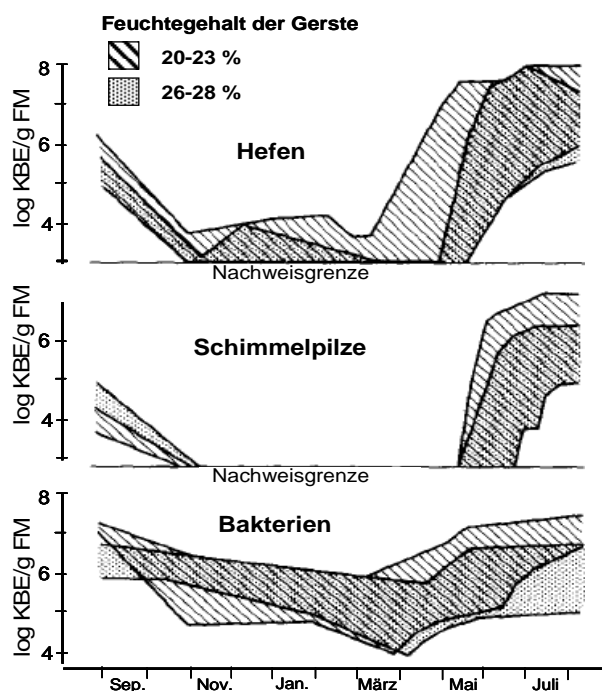 Feuchtegehalt der Gerste
20-23 %
26-28 %
8
6
4
log KBE/g FM
Hefen
Nachweisgrenze
6
4
log KBE/g FM
Schimmelpilze
Nachweisgrenze
8
6
4
log KBE/g FM
Bakterien
Sep. Nov. Jan. März Mai Juli